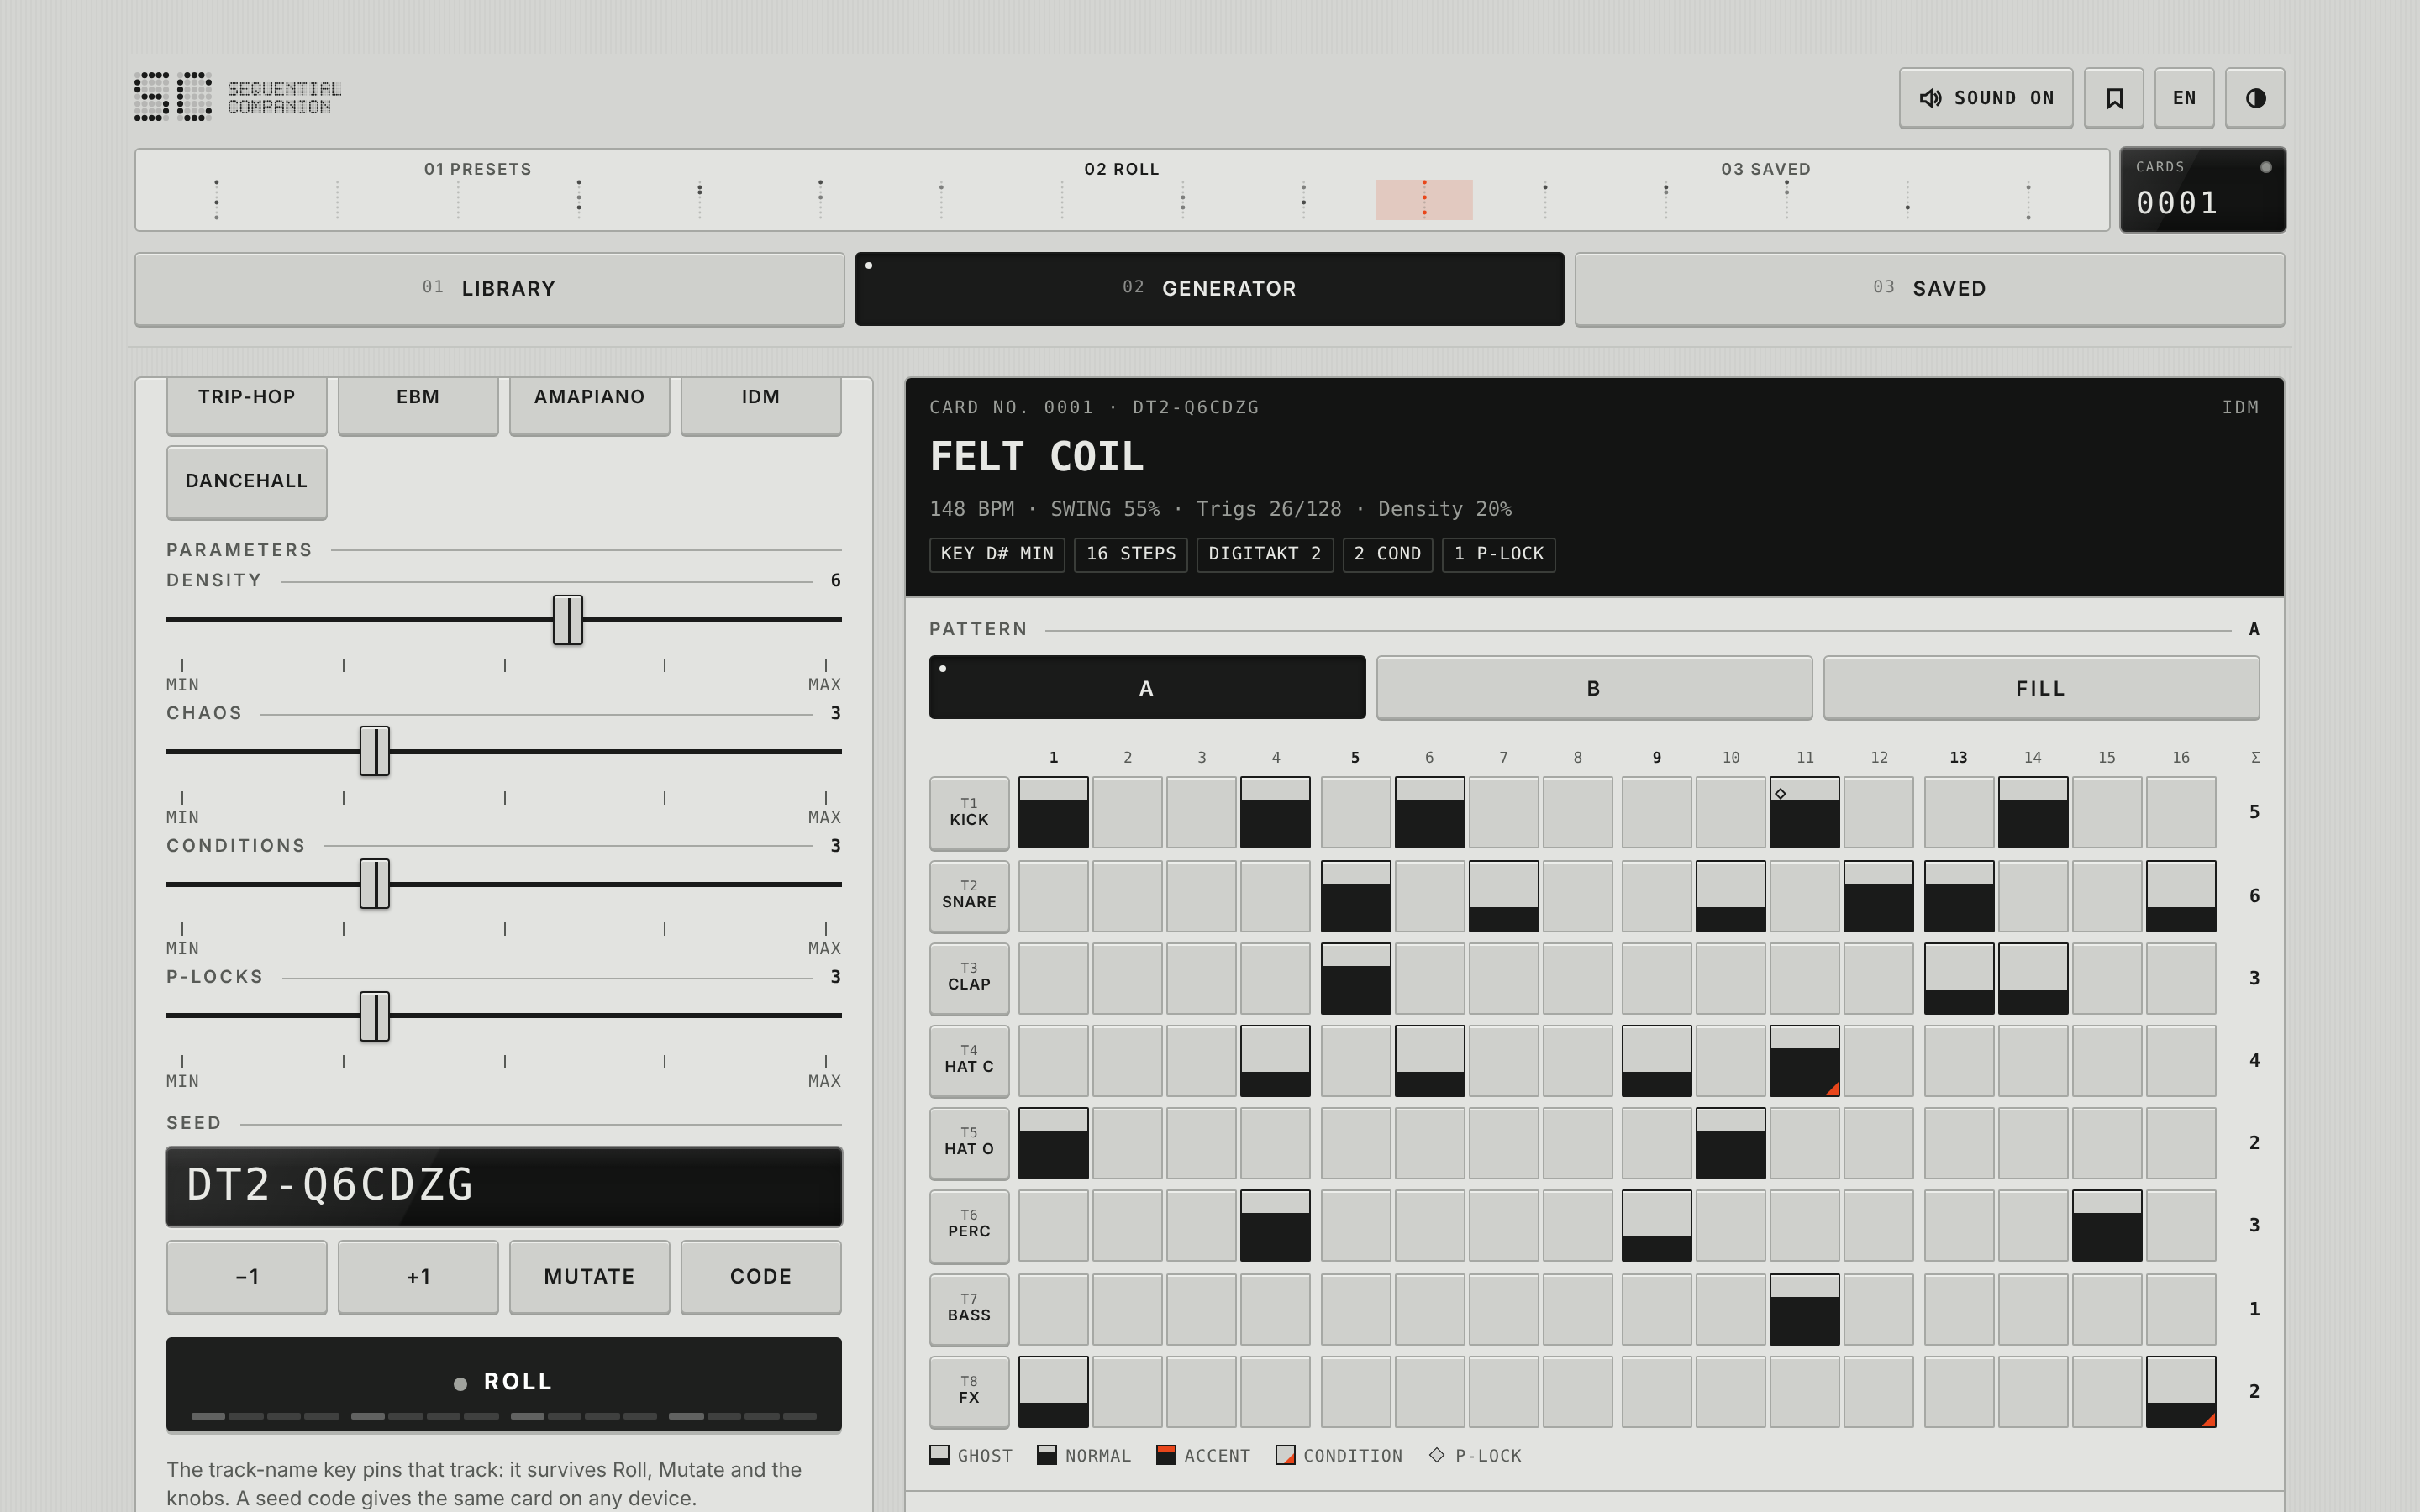 SC SEQUENTIAL
COMPANION
SOUND ON
EN
01 PRESETS
02 ROLL
03 SAVED
CARDS
0001
01 LIBRARY
02 GENERATOR
03 SAVED
TRIP-HOP
EBM
AMAPIANO
IDM
DANCEHALL
PARAMETERS
DENSITY 6
MIN MAX
CHAOS 3
MIN MAX
CONDITIONS 3
MIN MAX
P-LOCKS 3
MIN MAX
SEED
DT2-Q6CDZG
−1
+1
MUTATE
CODE
ROLL
The track-name key pins that track: it survives Roll, Mutate and the
knobs. A seed code gives the same card on any device.
CARD NO. 0001 · DT2-Q6CDZG IDM
FELT COIL
148 BPM · SWING 55% · Trigs 26/128 · Density 20%
KEY D# MIN
16 STEPS
DIGITAKT 2
2 COND
1 P-LOCK
PATTERN A
A
B
FILL
1 2 3 4 5 6 7 8 9 10 11 12 13 14 15 16 Σ
T1
KICK
5
T2
SNARE
6
T3
CLAP
3
T4
HAT C
4
T5
HAT O
2
T6
PERC
3
T7
BASS
1
T8
FX
2
GHOST NORMAL ACCENT CONDITION P-LOCK